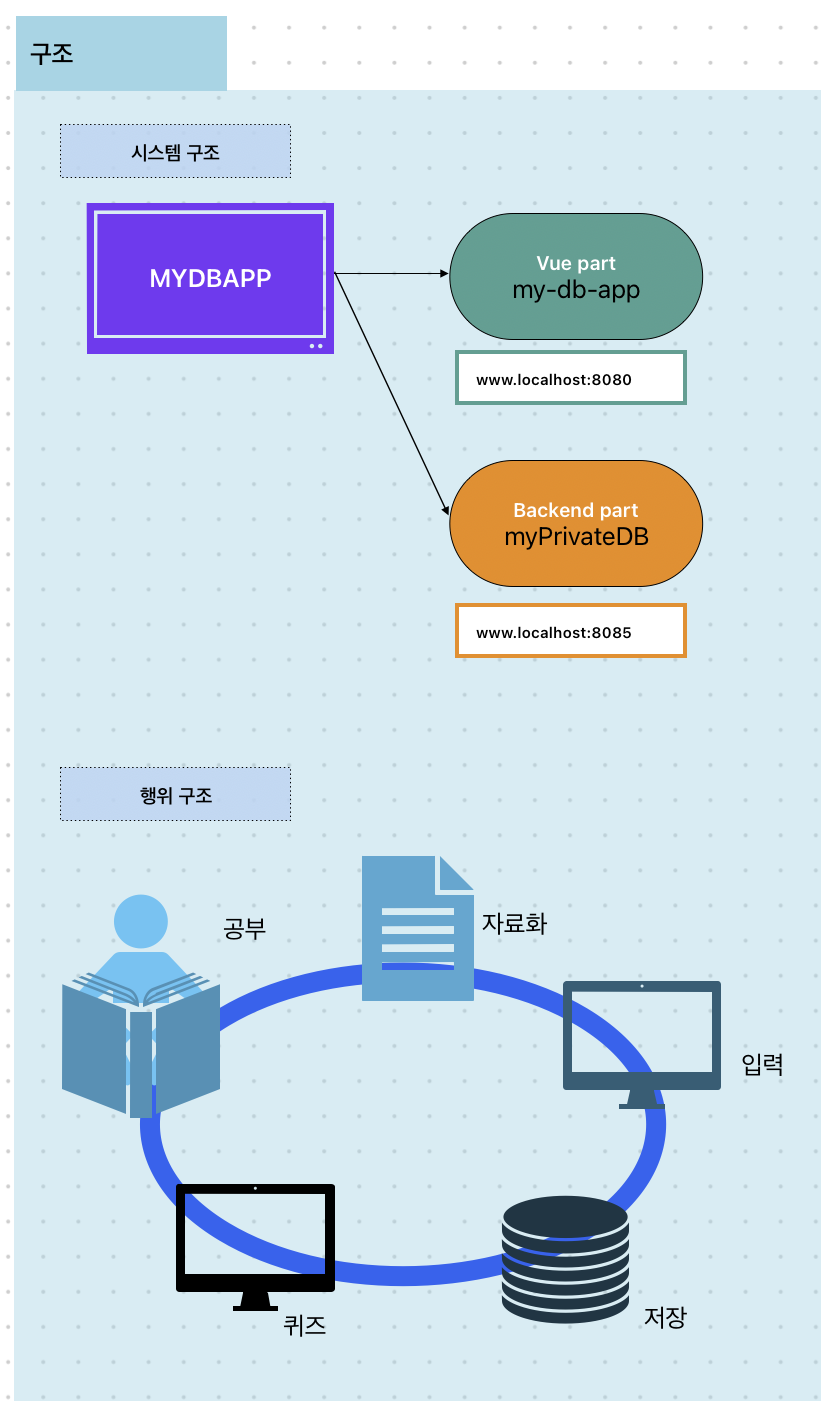 구조
시스템 구조
MYDBAPP
Vue part
my-db-app
www.localhost:8080
Backend part
myPrivateDB
www.localhost:8085
행위 구조
공부
자료화
입력
저장
퀴즈